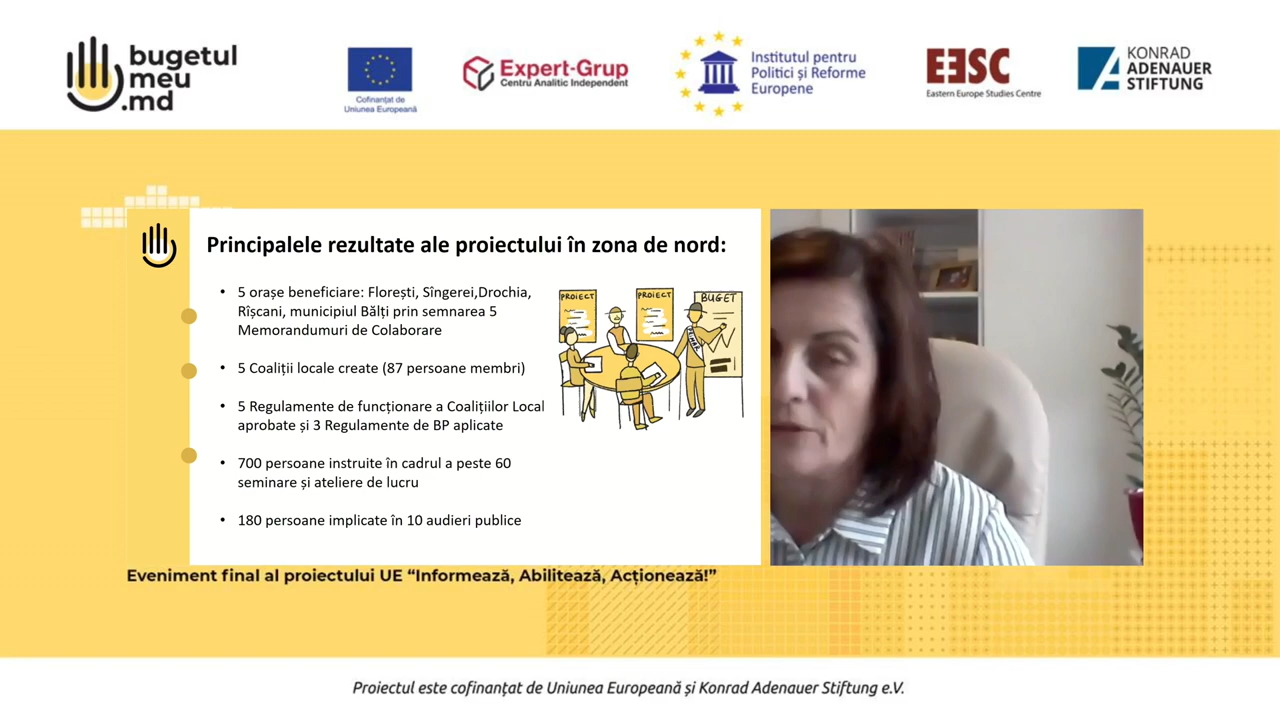 bugetul
meu
.md
Cofinanțat de
Uniunea Europeană
Expert-Grup
Centru Analitic Independent
Institutul pentru
Politici și Reforme
Europene
EESC
Eastern Europe Studies Centre
KONRAD
ADENAUER
STIFTUNG
Principalele rezultate ale proiectului în zona de nord:
• 5 orașe beneficiare: Florești, Sîngerei,Drochia,
Rîșcani, municipiul Bălți prin semnarea 5
Memorandumuri de Colaborare
• 5 Coaliții locale create (87 persoane membri)
• 5 Regulamente de funcționare a Coalițiilor Local
aprobate și 3 Regulamente de BP aplicate
• 700 persoane instruite în cadrul a peste 60
seminare și ateliere de lucru
• 180 persoane implicate în 10 audieri publice
PROIECT
PROIECT
BUGET
Eveniment final al proiectului UE “Informează, Abilitează, Acționează!”
Proiectul este cofinanțat de Uniunea Europeană și Konrad Adenauer Stiftung e.V.